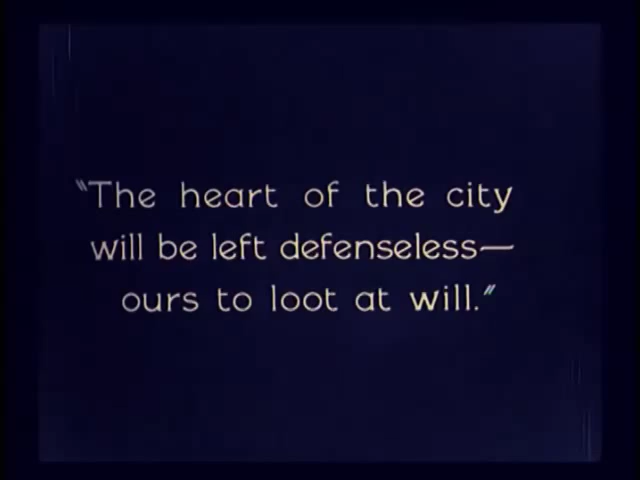 "The heart of the city
will be left defenseless—
ours to loot at will."